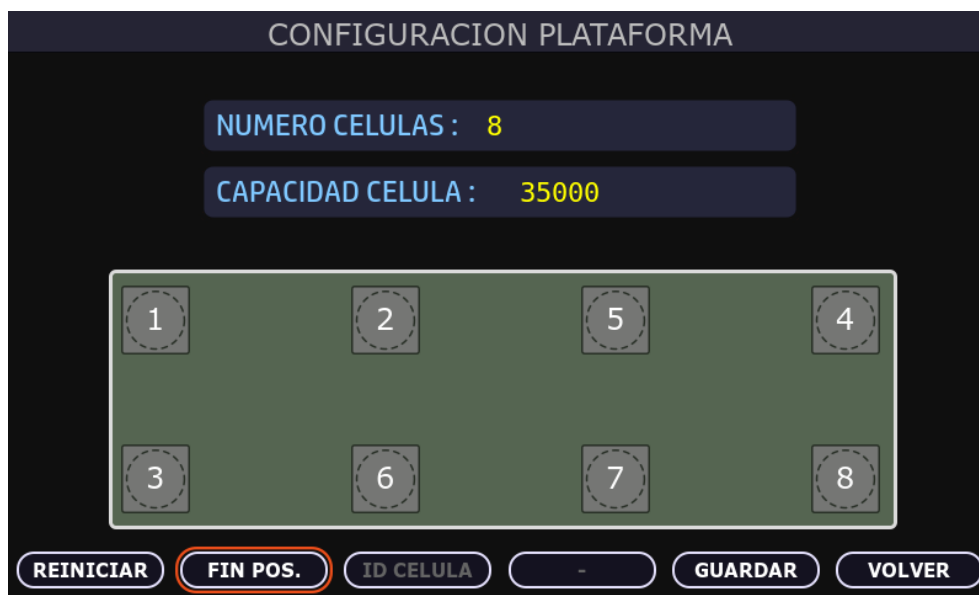 CONFIGURACION PLATAFORMA
NUMERO CELULAS : 8
CAPACIDAD CELULA : 35000
1 2 5 4
3 6 7 8
REINICIAR FIN POS. ID CELULA - GUARDAR VOLVER